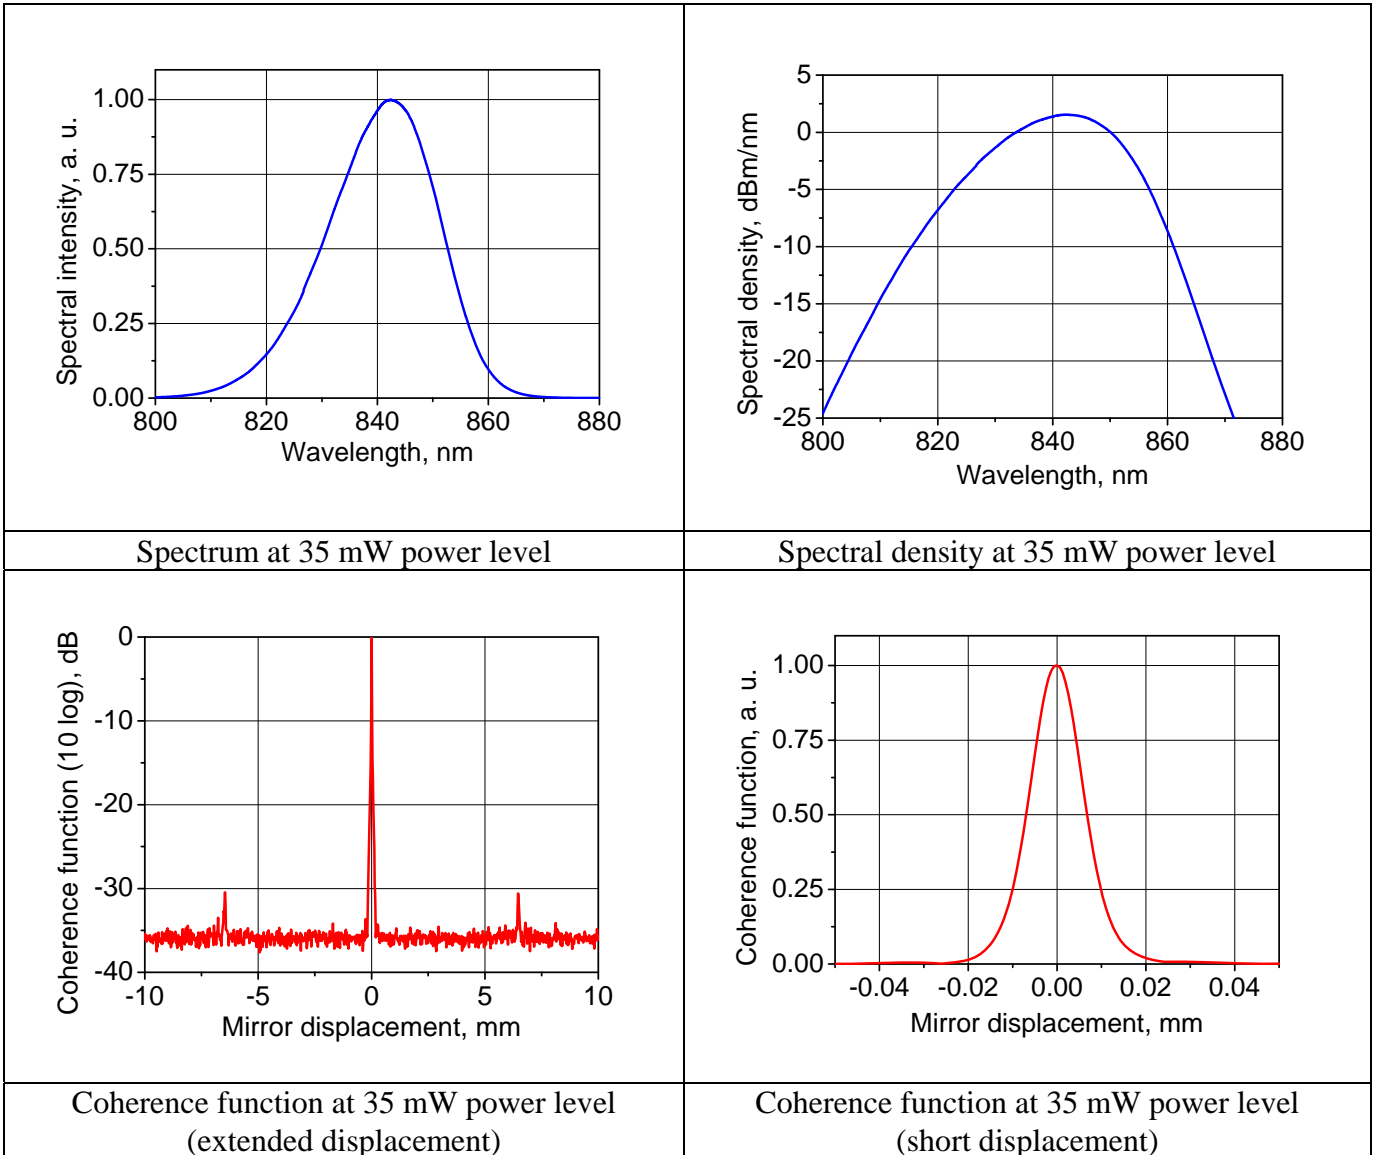 Spectral intensity, a. u.
1.00
0.75
0.50
0.25
0.00
800 820 840 860 880
Wavelength, nm
Spectral density, dBm/nm
5
0
-5
-10
-15
-20
-25
800 820 840 860 880
Wavelength, nm
Spectrum at 35 mW power level
Spectral density at 35 mW power level
Coherence function (10 log), dB
0
-10
-20
-30
-40
-10 -5 0 5 10
Mirror displacement, mm
Coherence function, a. u.
1.00
0.75
0.50
0.25
0.00
-0.04 -0.02 0.00 0.02 0.04
Mirror displacement, mm
Coherence function at 35 mW power level
(extended displacement)
Coherence function at 35 mW power level
(short displacement)